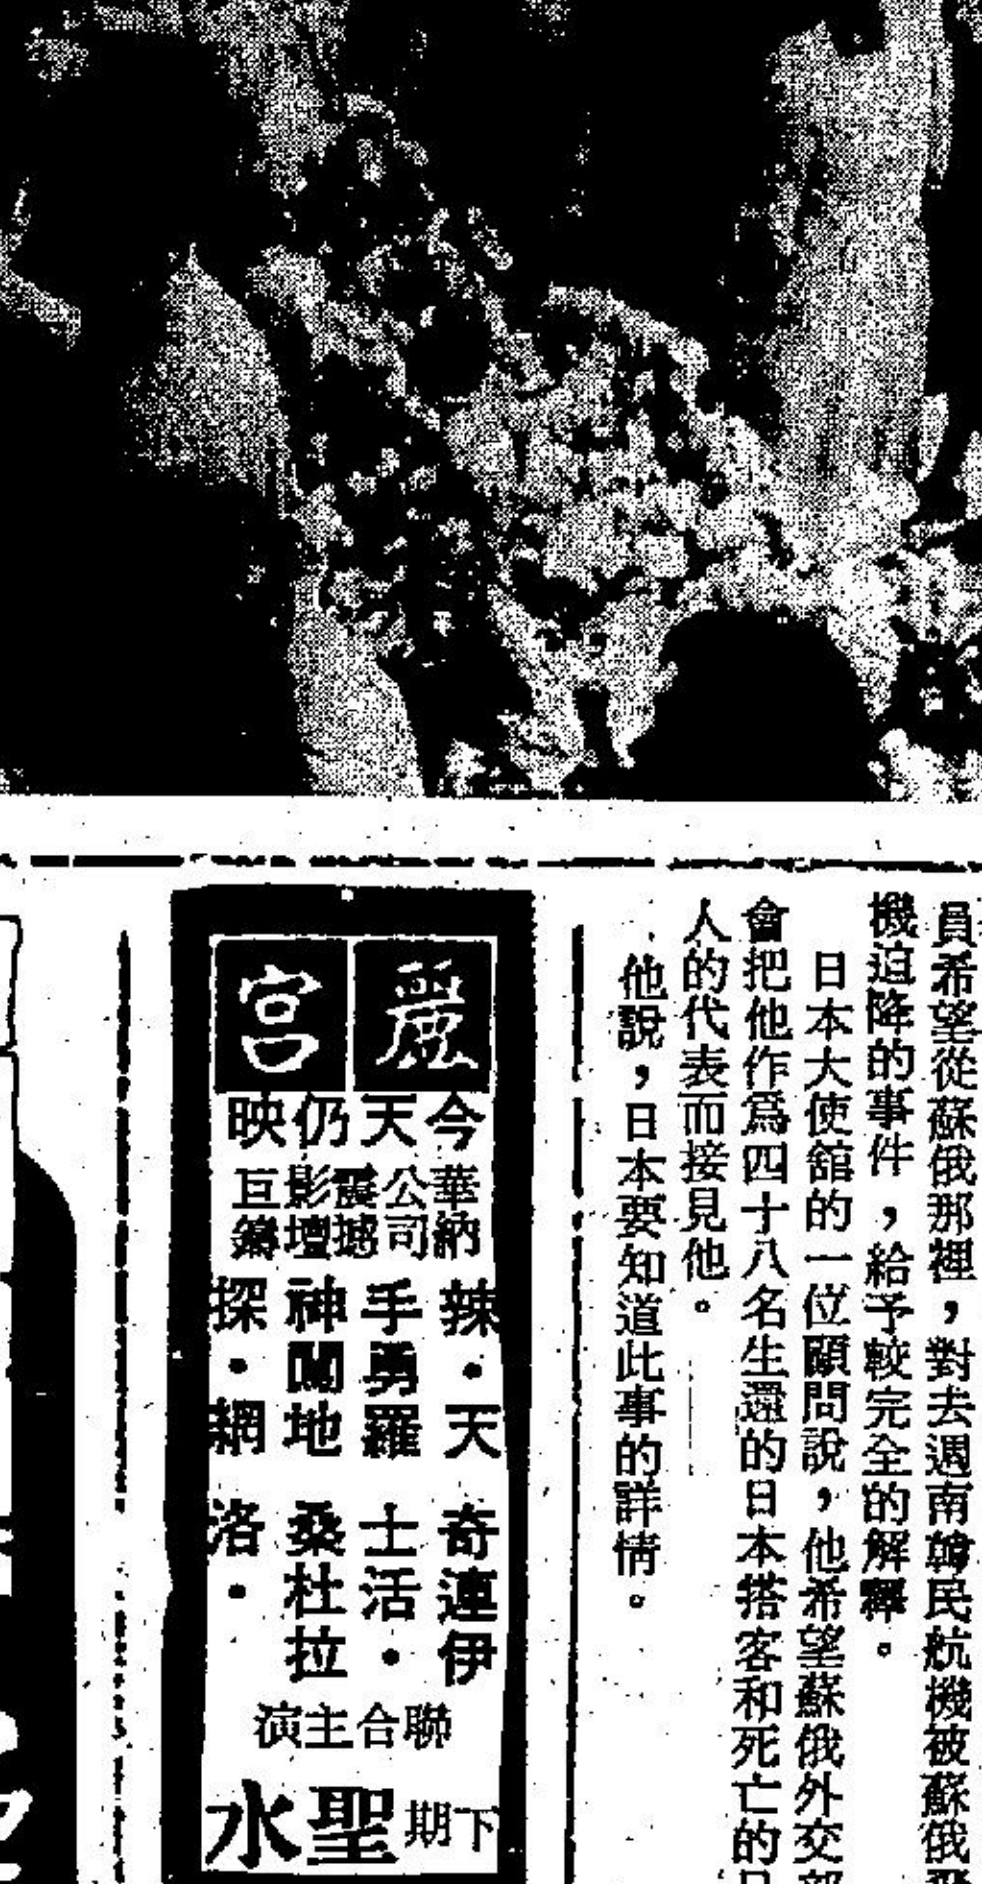 員希望從蘇俄那裡，對去週南韓民航機被蘇俄飛
機迫降的事件，給予較完全的解釋。
日本大使館的一位顧問說，他希望蘇俄外交部
會把他作爲四十八名生還的日本搭客和死亡的日
人的代表而接見他。
他說，日本要知道此事的詳情。
麗宮
今天仍映
華納公司震撼影壇巨鑄
辣手神探
天羅地網
勇闖
奇連伊士活
桑杜拉洛
聯合主演
下期
聖水